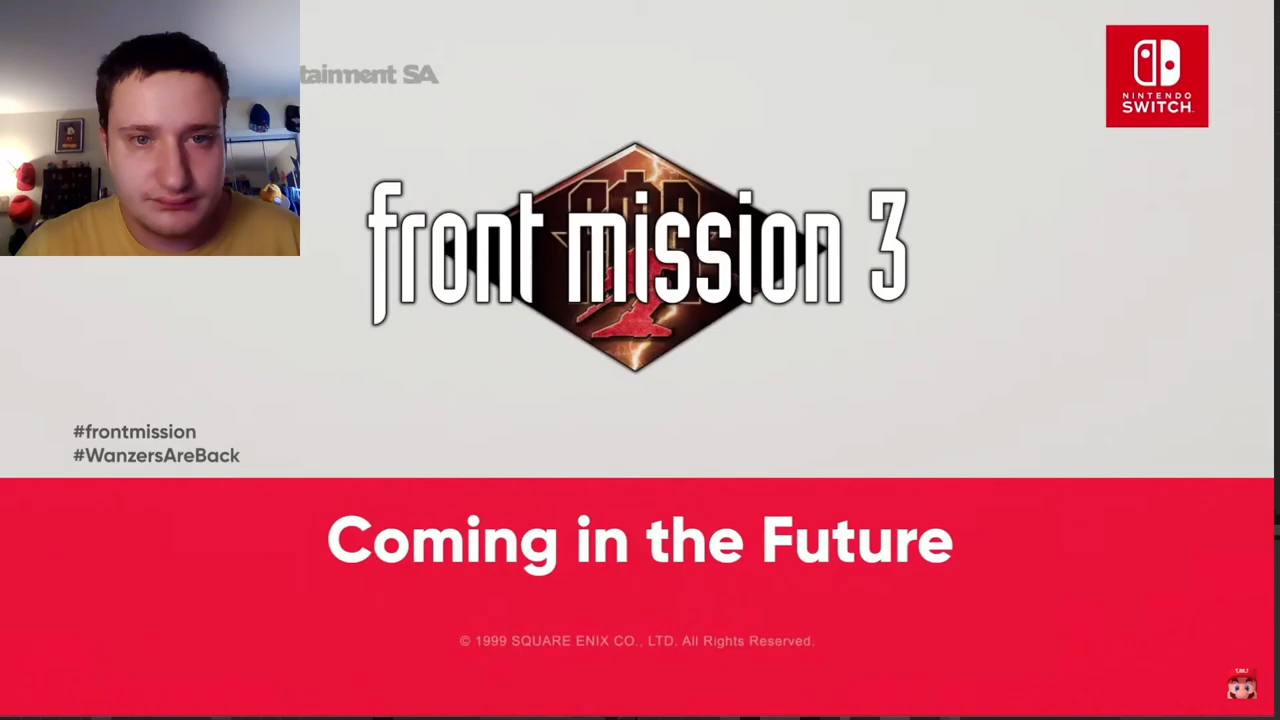 tainment SA
NINTENDO
SWITCH
front mission 3
#frontmission
#WanzersAreBack
Coming in the Future
© 1999 SQUARE ENIX CO., LTD. All Rights Reserved.